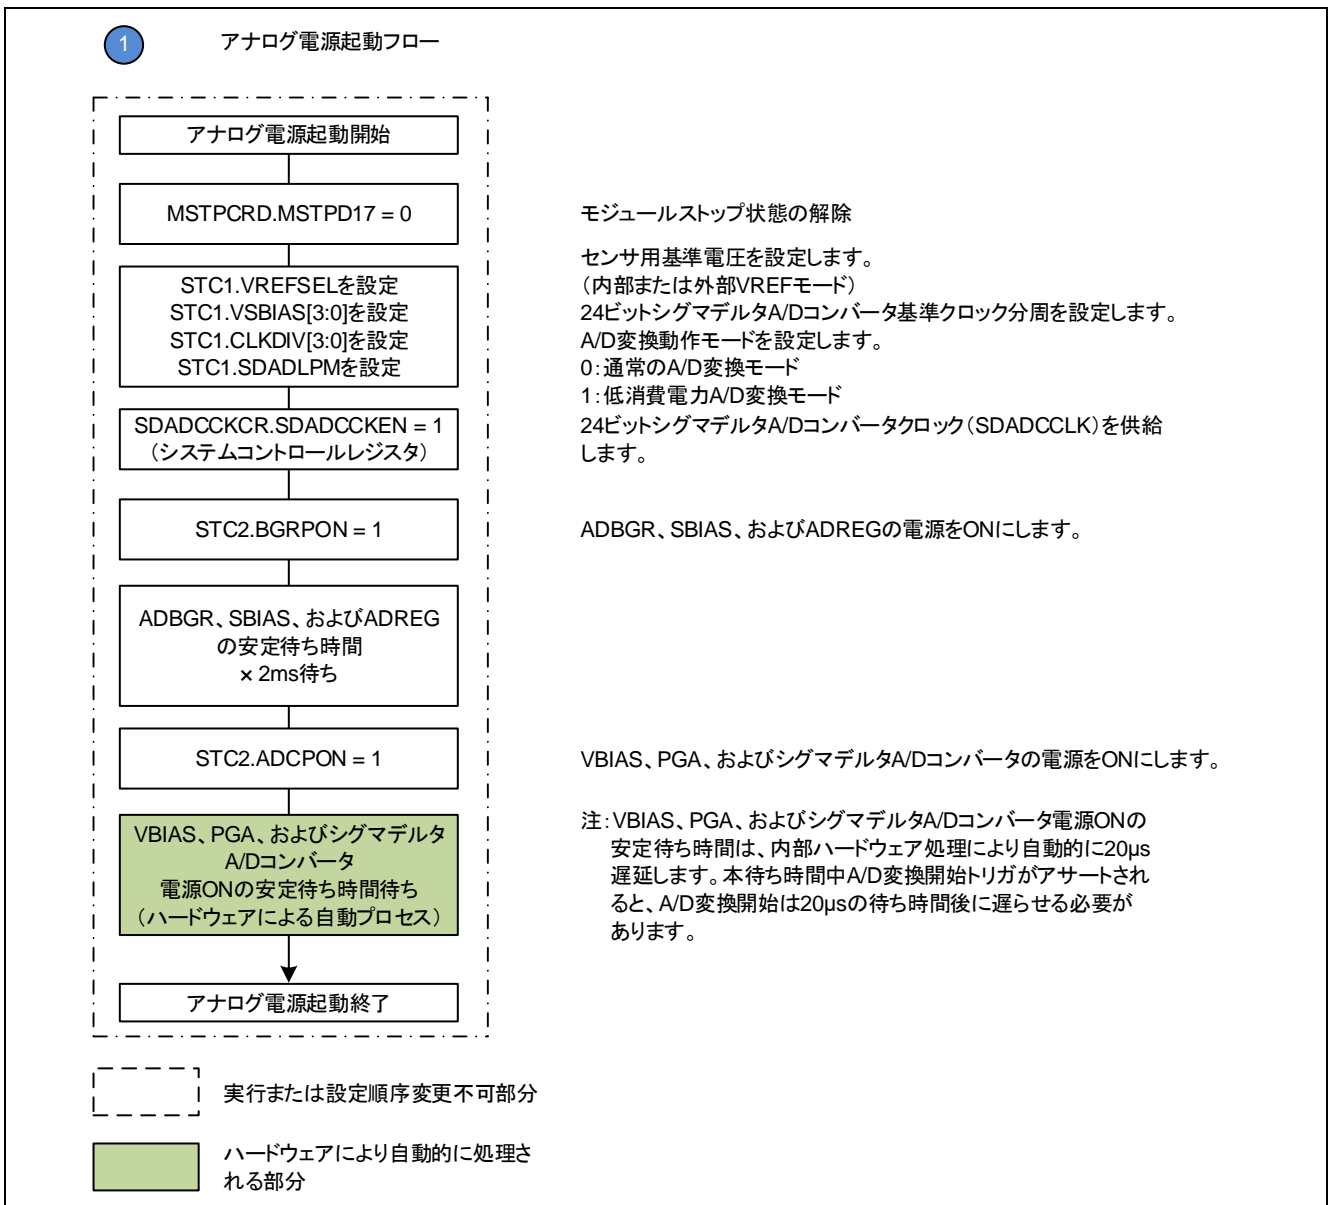 1
アナログ電源起動フロー
アナログ電源起動開始
MSTPCRD.MSTPD17 = 0
モジュールストップ状態の解除
STC1.VREFSELを設定
STC1.VSBIAS[3:0]を設定
STC1.CLKDIV[3:0]を設定
STC1.SDADLPMを設定
センサ用基準電圧を設定します。
（内部または外部VREFモード）
24ビットシグマデルタA/Dコンバータ基準クロック分周を設定します。
A/D変換動作モードを設定します。
0：通常のA/D変換モード
1：低消費電力A/D変換モード
SDADCCKCR.SDADCCKEN = 1
（システムコントロールレジスタ）
24ビットシグマデルタA/Dコンバータクロック（SDADCCLK）を供給
します。
STC2.BGRPON = 1
ADBGR、SBIAS、およびADREGの電源をONにします。
ADBGR、SBIAS、およびADREG
の安定待ち時間
× 2ms待ち
STC2.ADCPON = 1
VBIAS、PGA、およびシグマデルタA/Dコンバータの電源をONにします。
VBIAS、PGA、およびシグマデルタ
A/Dコンバータ
電源ONの安定待ち時間待ち
（ハードウェアによる自動プロセス）
注：VBIAS、PGA、およびシグマデルタA/Dコンバータ電源ONの
安定待ち時間は、内部ハードウェア処理により自動的に20µs
遅延します。本待ち時間中A/D変換開始トリガがアサートされ
ると、A/D変換開始は20µsの待ち時間後に遅らせる必要が
あります。
アナログ電源起動終了
実行または設定順序変更不可部分
ハードウェアにより自動的に処理さ
れる部分